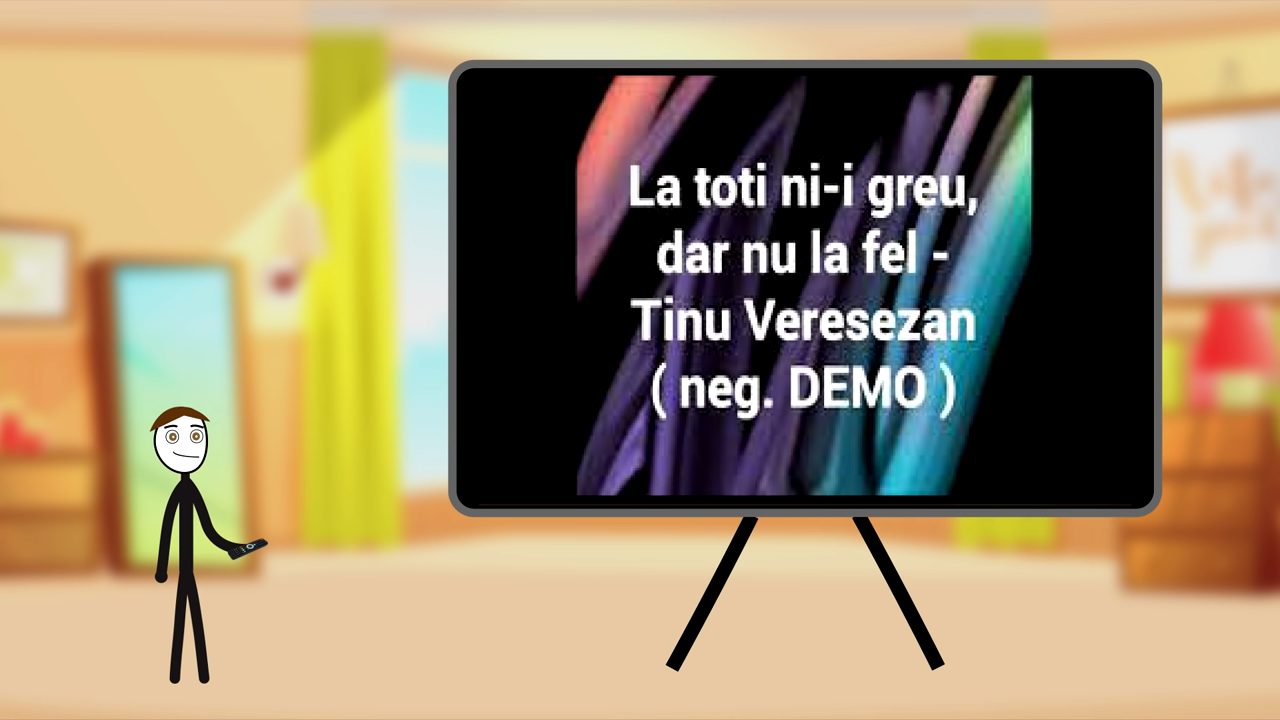 La toti ni-i greu,
dar nu la fel -
Tinu Veresezan
( neg. DEMO )